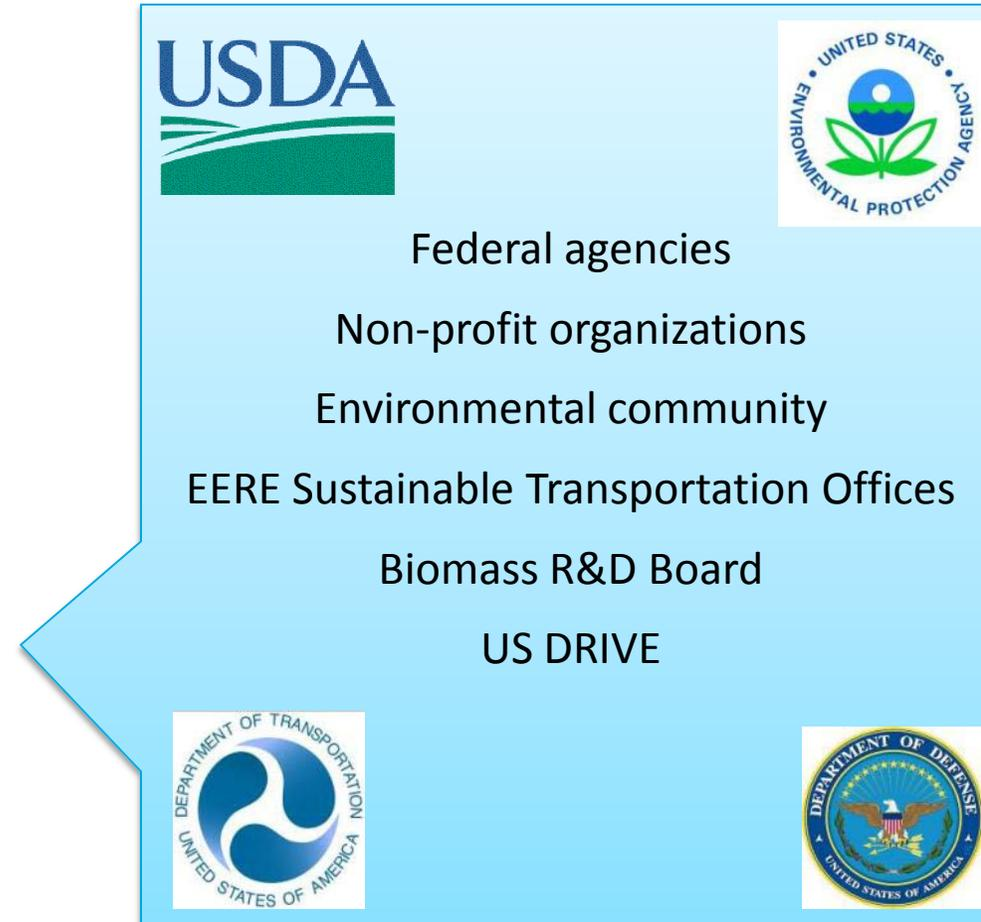 USDA
UNITED STATES • ENVIRONMENTAL PROTECTION AGENCY •
Federal agencies
Non-profit organizations
Environmental community
EERE Sustainable Transportation Offices
Biomass R&D Board
US DRIVE
DEPARTMENT OF TRANSPORTATION
UNITED STATES OF AMERICA
DEPARTMENT OF DEFENSE
UNITED STATES OF AMERICA